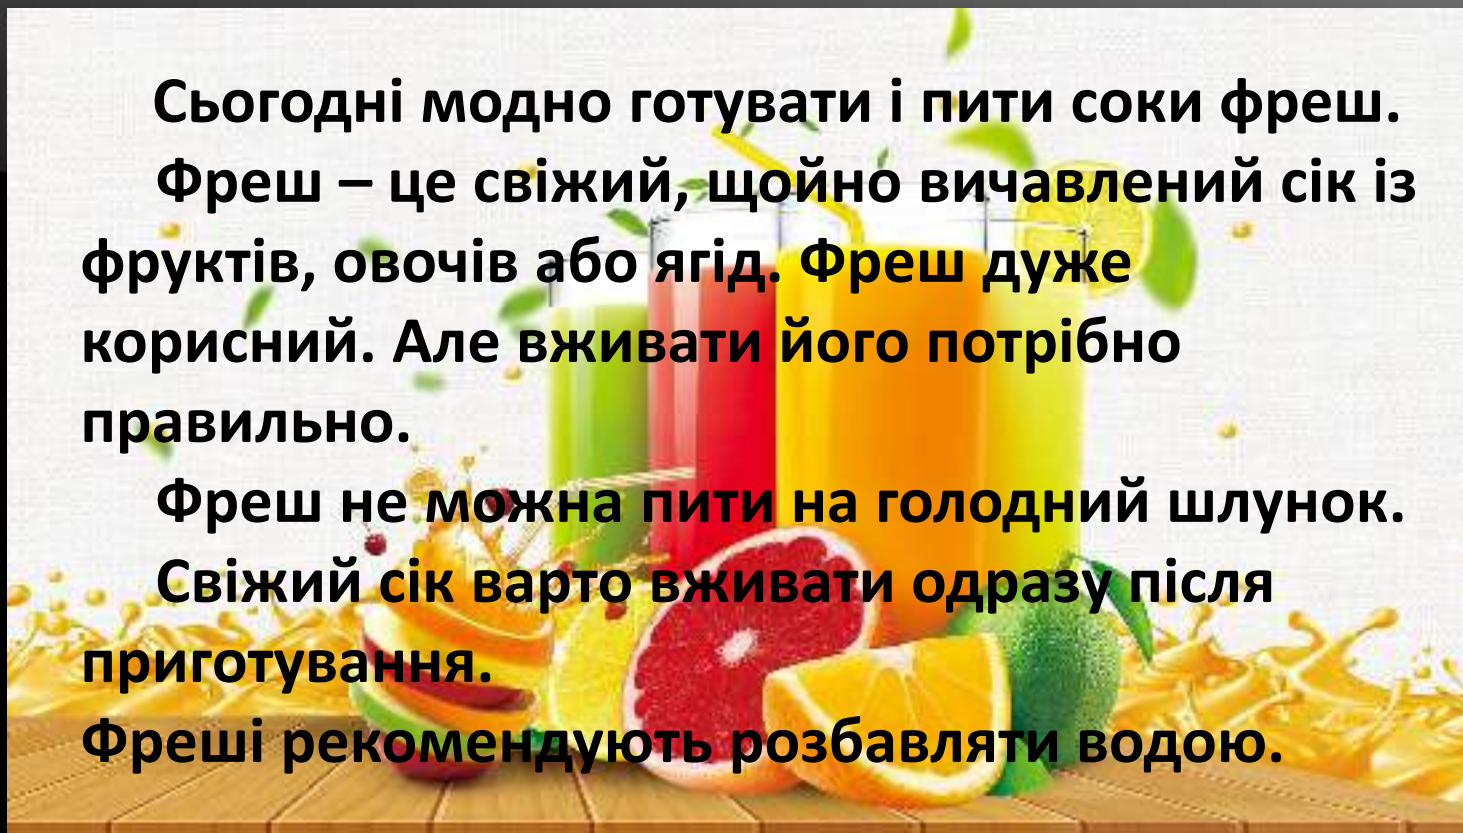 Сьогодні модно готувати і пити соки фреш.
Фреш – це свіжий, щойно вичавлений сік із
фруктів, овочів або ягід. Фреш дуже
корисний. Але вживати його потрібно
правильно.
Фреш не можна пити на голодний шлунок.
Свіжий сік варто вживати одразу після
приготування.
Фреші рекомендують розбавляти водою.